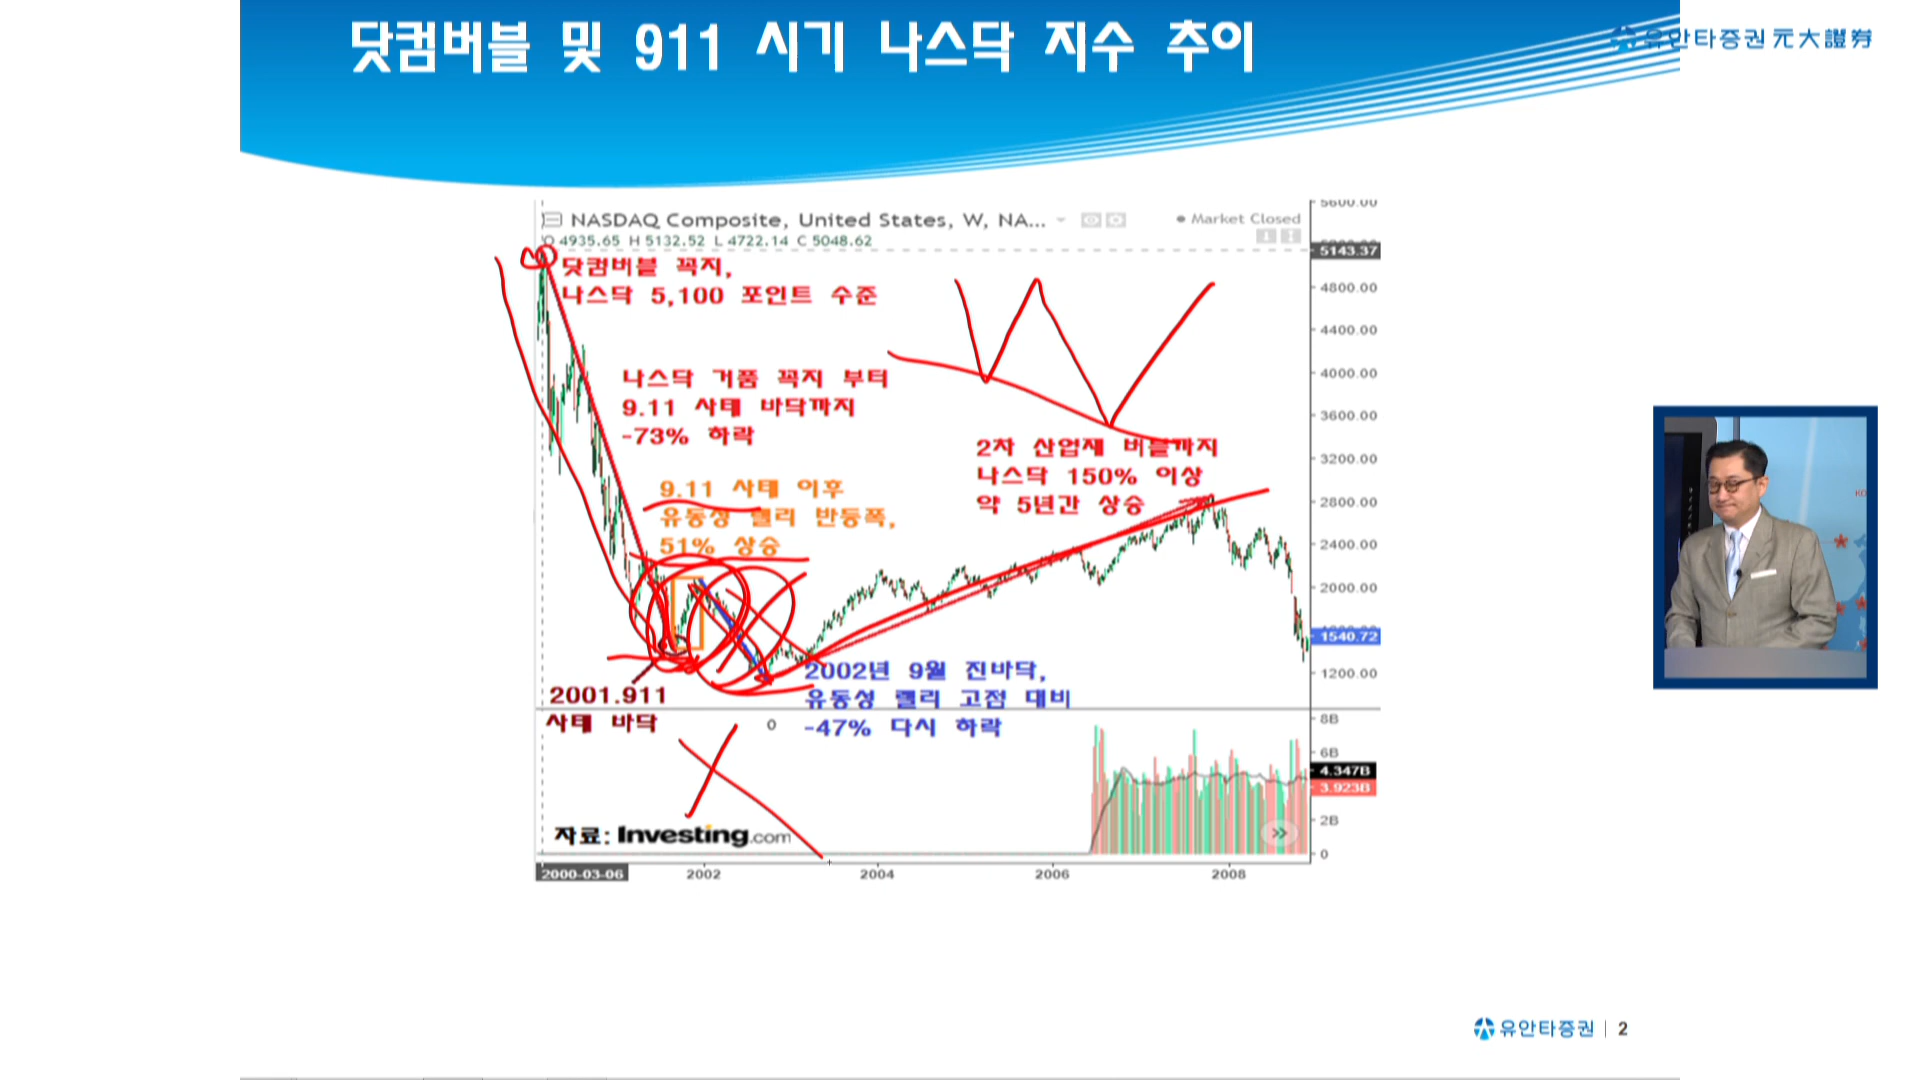 닷컴버블 및 911 시기 나스닥 지수 추이
유안타증권 元大證券
NASDAQ Composite, United States, W, NA...
Market Closed
O 4935.65 H 5132.52 L 4722.14 C 5048.62
5600.00
5143.37
4800.00
4400.00
4000.00
3600.00
3200.00
2800.00
2400.00
2000.00
1540.72
1200.00
닷컴버블 꼭지,
나스닥 5,100 포인트 수준
나스닥 거품 꼭지 부터
9.11 사태 바닥까지
-73% 하락
9.11 사태 이후
유동성 랠리 반등폭,
51% 상승
2차 산업재 버블까지
나스닥 150% 이상
약 5년간 상승
2001.911
사태 바닥
2002년 9월 진바닥,
유동성 랠리 고점 대비
-47% 다시 하락
0
8B
6B
4.347B
3.923B
2B
0
자료: Investing.com
2000-03-06
2002
2004
2006
2008
유안타증권 | 2